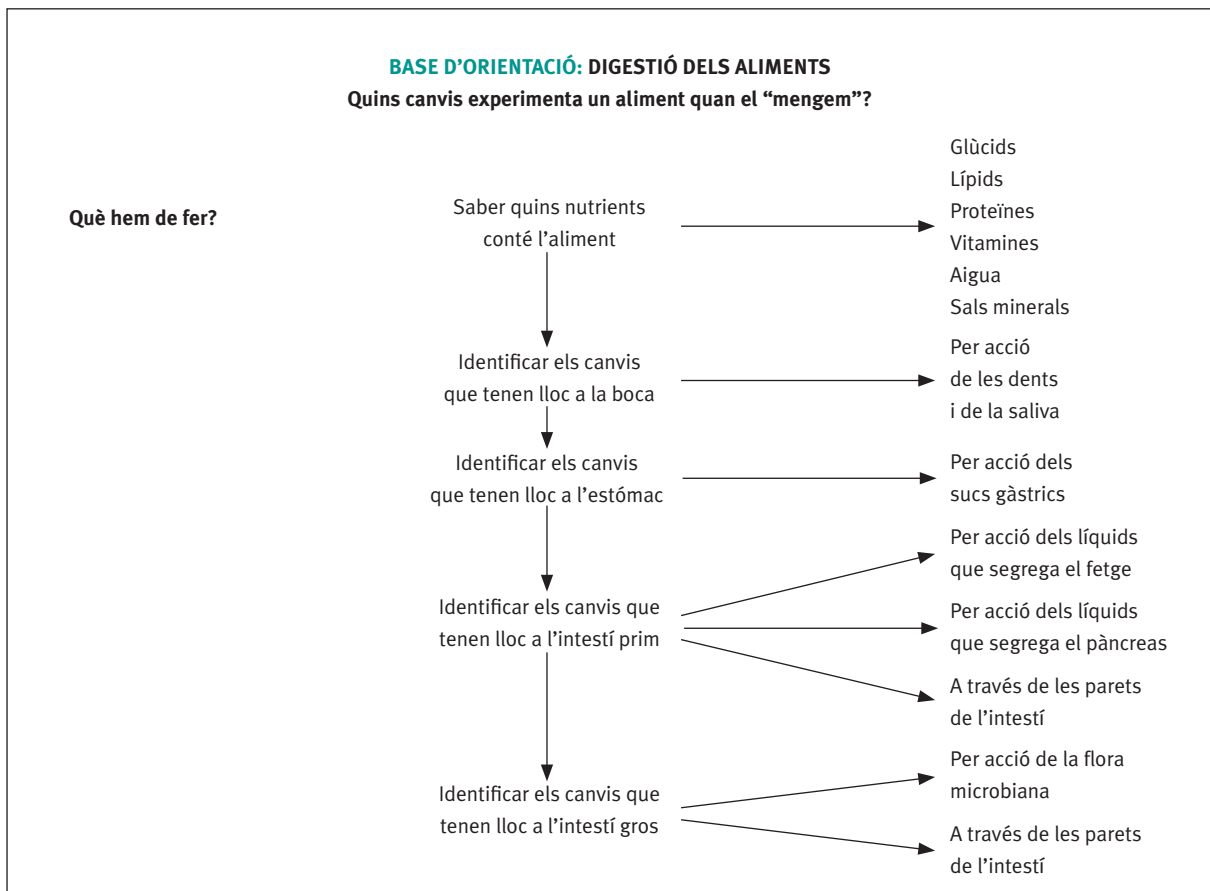 BASE D’ORIENTACIÓ: DIGESTIÓ DELS ALIMENTS
Quins canvis experimenta un aliment quan el “mengem”?
Què hem de fer?
Saber quins nutrients
conté l’aliment
Glùcids
Lípids
Proteïnes
Vitamines
Aigua
Sals minerals
Identificar els canvis
que tenen lloc a la boca
Per acció
de les dents
i de la saliva
Identificar els canvis
que tenen lloc a l’estómac
Per acció dels
sucs gàstrics
Identificar els canvis que
tenen lloc a l’intestí prim
Per acció dels líquids
que segrega el fetge
Per acció dels líquids
que segrega el pàncreas
A través de les parets
de l’intestí
Identificar els canvis que
tenen lloc a l’intestí gros
Per acció de la flora
microbiana
A través de les parets
de l’intestí